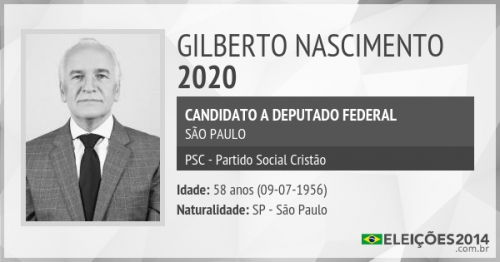 GILBERTO NASCIMENTO
2020
CANDIDATO A DEPUTADO FEDERAL
SÃO PAULO
PSC - Partido Social Cristão
Idade: 58 anos (09-07-1956)
Naturalidade: SP - São Paulo
ELEIÇÕES2014
.com.br